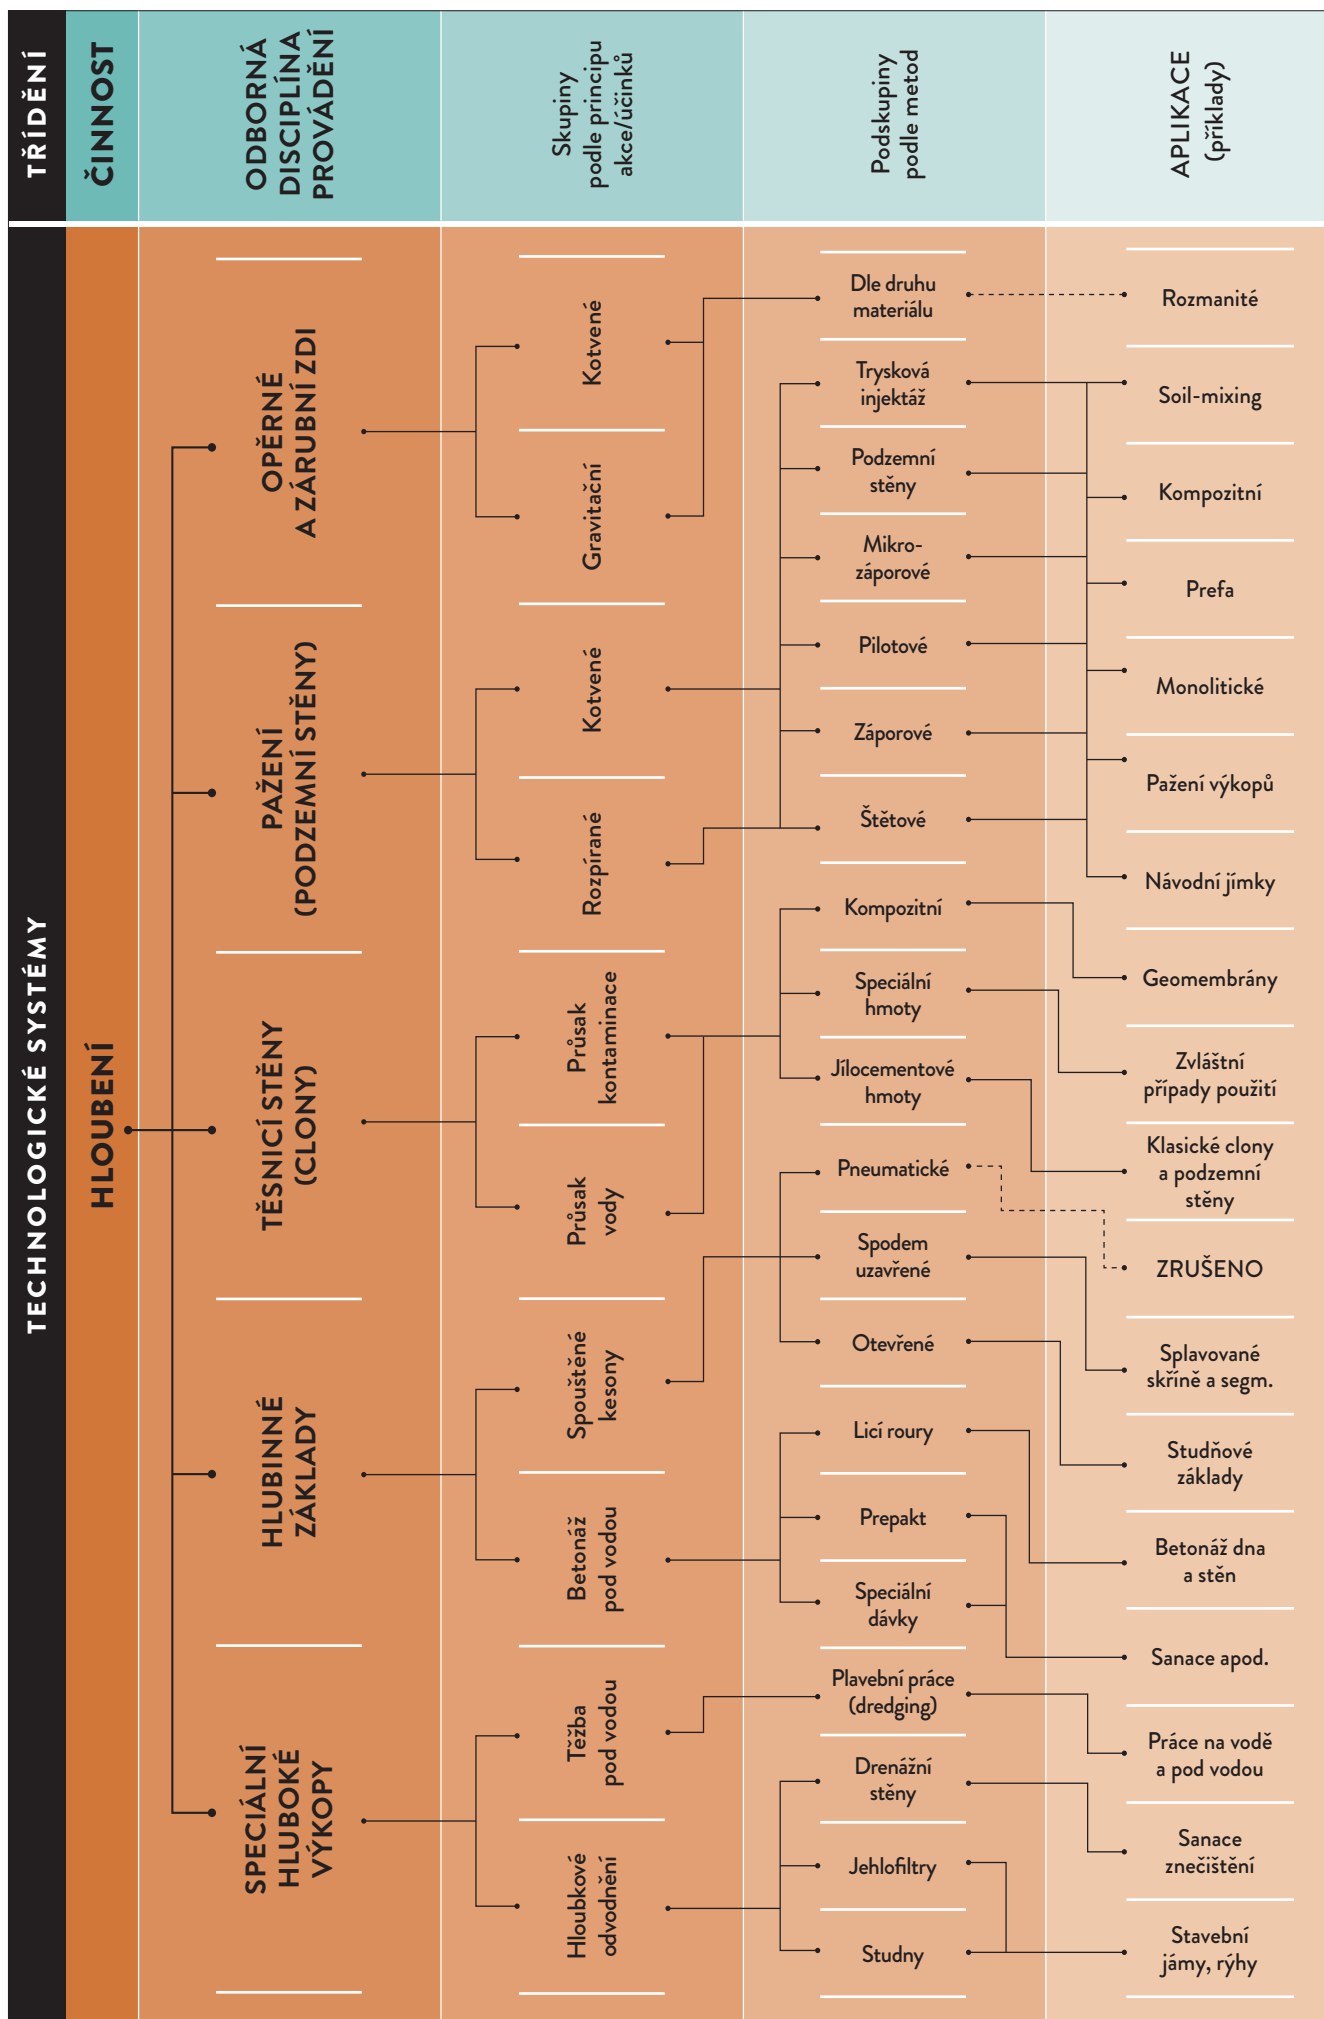 TŘÍDĚNÍ
ČINNOST
ODBORNÁ
DISCIPLÍNA
PROVÁDĚNÍ
Skupiny
podle principu
akce/účinků
Podskupiny
podle metod
APLIKACE
(příklady)
TECHNOLOGICKÉ SYSTÉMY
HLOUBENÍ
OPĚRNÉ
A ZÁRUBNÍ ZDI
PAŽENÍ
(PODZEMNÍ STĚNY)
TĚSNICÍ STĚNY
(CLONY)
HLUBINNÉ
ZÁKLADY
SPECIÁLNÍ
HLUBOKÉ
VÝKOPY
Kotvené
Gravitační
Kotvené
Rozpírané
Průsak
kontaminace
Průsak
vody
Spouštěné
kesony
Betonáž
pod vodou
Těžba
pod vodou
Hloubkové
odvodnění
Dle druhu
materiálu
Trysková
injektáž
Podzemní
stěny
Mikro-
záporové
Pilotové
Záporové
Štětové
Kompozitní
Speciální
hmoty
Jílocementové
hmoty
Pneumatické
Spodem
uzavřené
Otevřené
Licí roury
Prepakt
Speciální
dávky
Plavební práce
(dredging)
Drenážní
stěny
Jehlofiltry
Studny
Rozmanité
Soil-mixing
Kompozitní
Prefa
Monolitické
Pažení výkopů
Návodní jímky
Geomembrány
Zvláštní
případy použití
Klasické clony
a podzemní
stěny
ZRUŠENO
Splavované
skříně a segm.
Studňové
základy
Betonáž dna
a stěn
Sanace apod.
Práce na vodě
a pod vodou
Sanace
znečištění
Stavební
jámy, rýhy